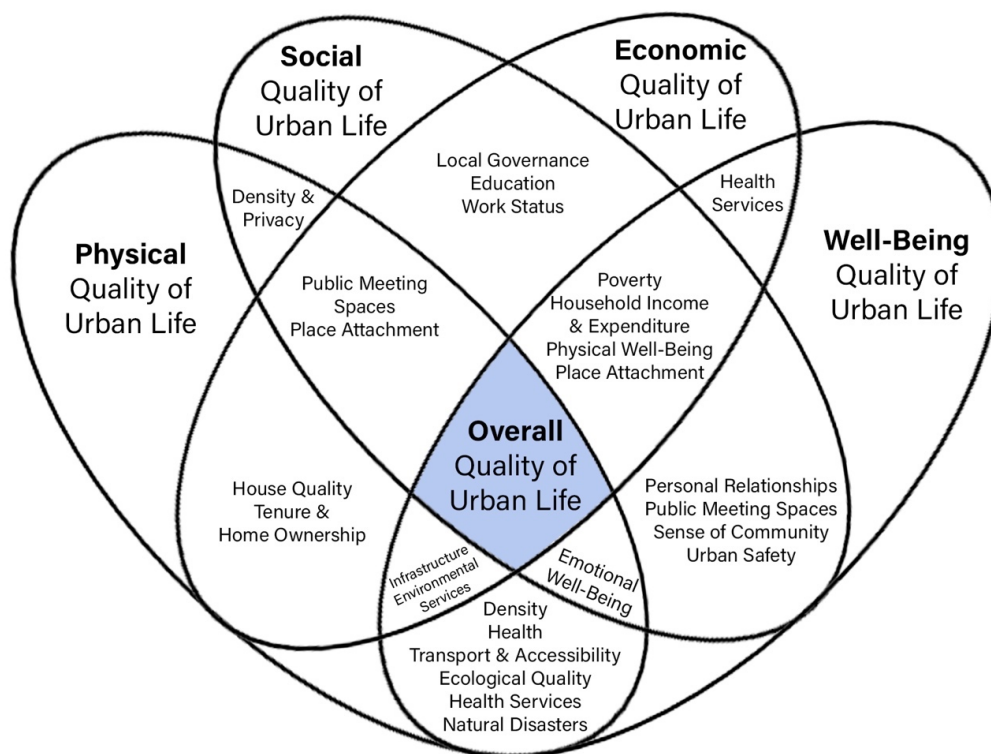 Social
Quality of
Urban Life
Economic
Quality of
Urban Life
Physical
Quality of
Urban Life
Well-Being
Quality of
Urban Life
Density &
Privacy
Local Governance
Education
Work Status
Health
Services
Public Meeting
Spaces
Place Attachment
Poverty
Household Income
& Expenditure
Physical Well-Being
Place Attachment
Overall
Quality of
Urban Life
House Quality
Tenure &
Home Ownership
Personal Relationships
Public Meeting Spaces
Sense of Community
Urban Safety
Infrastructure
Environmental
Services
Emotional
Well-Being
Density
Health
Transport & Accessibility
Ecological Quality
Health Services
Natural Disasters